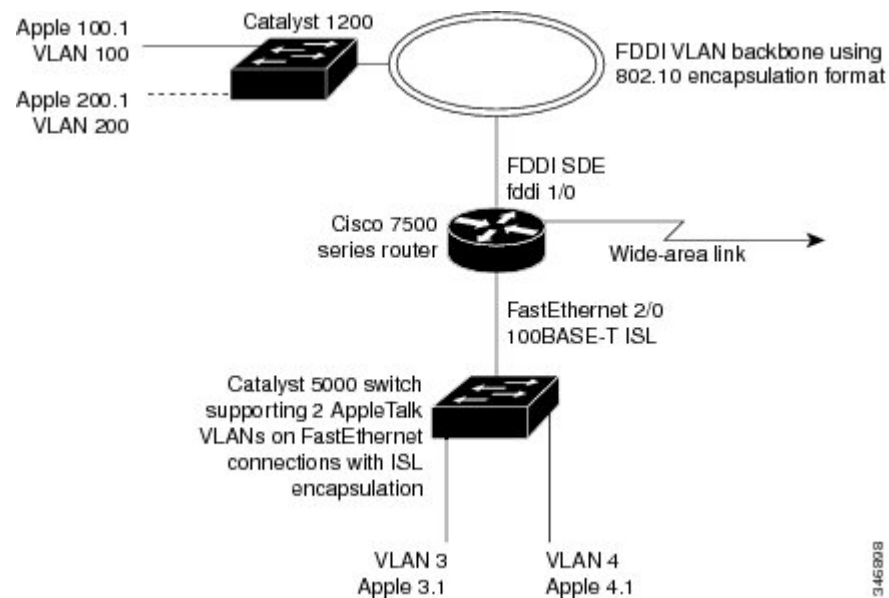 Apple 100.1
VLAN 100
Catalyst 1200
Apple 200.1
VLAN 200
FDDI VLAN backbone using
802.10 encapsulation format
FDDI SDE
fddi 1/0
Cisco 7500
series router
Wide-area link
FastEthernet 2/0
100BASE-T ISL
Catalyst 5000 switch
supporting 2 AppleTalk
VLANs on FastEthernet
connections with ISL
encapsulation
VLAN 3
Apple 3.1
VLAN 4
Apple 4.1
346898